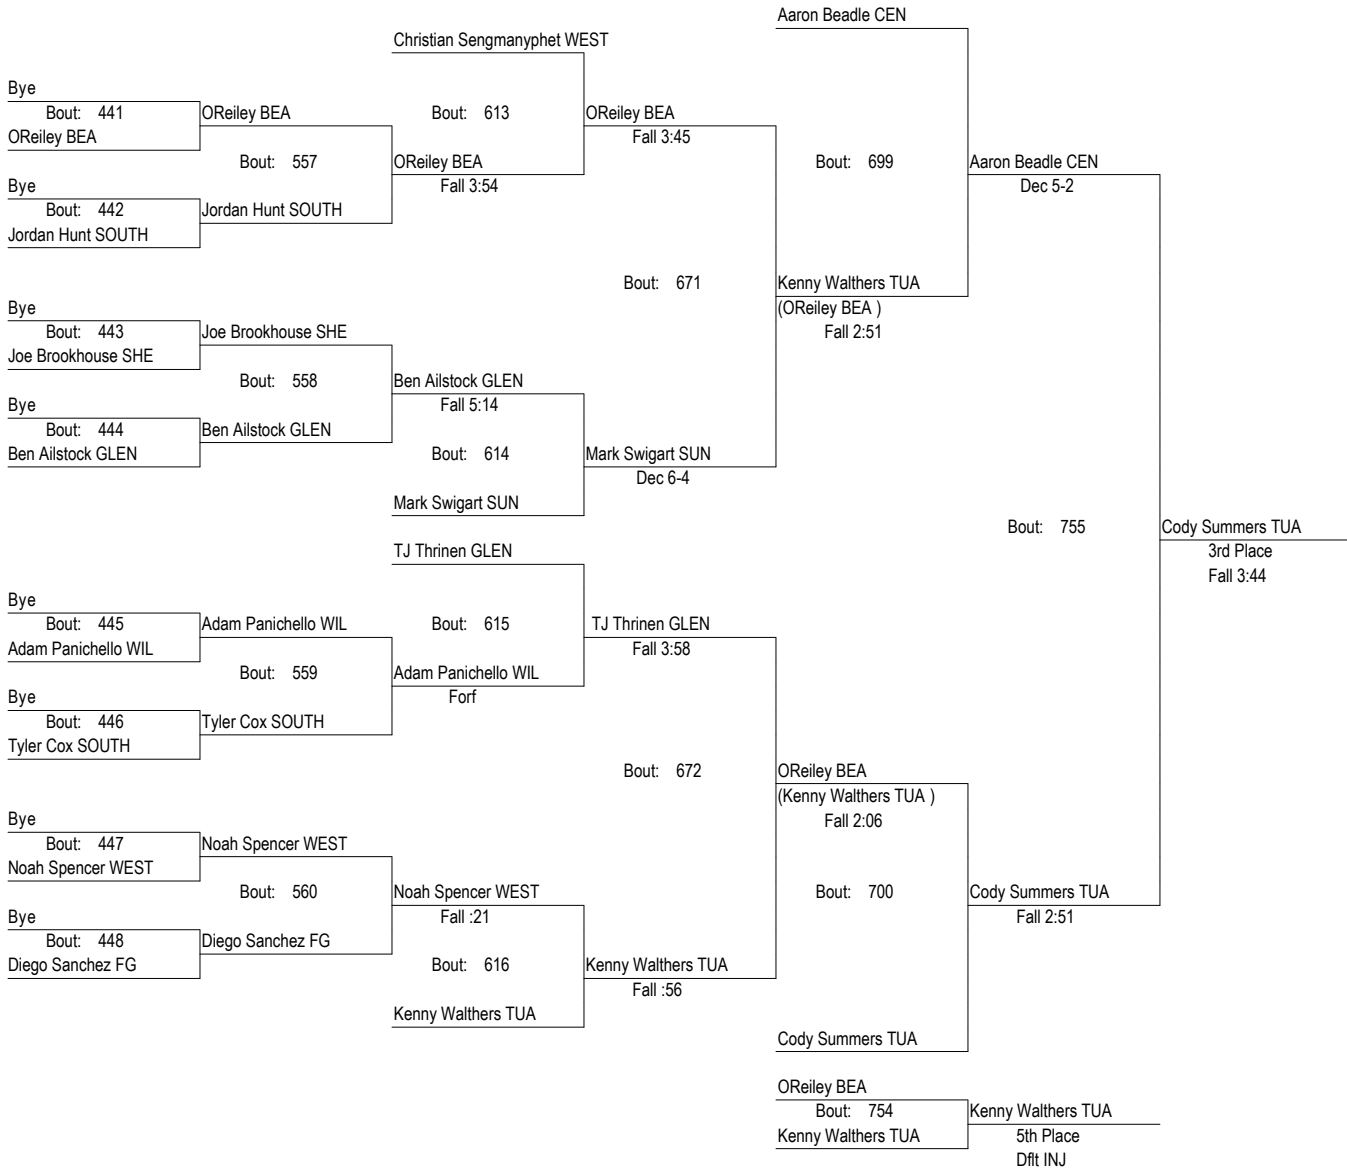 Aaron Beadle CEN
Christian Sengmanyphet WEST
Bye
Bout: 441
OReiley BEA
OReiley BEA
Bout: 613
OReiley BEA
Fall 3:45
Bout: 557
OReiley BEA
Fall 3:54
Bout: 699
Aaron Beadle CEN
Dec 5-2
Bye
Bout: 442
Jordan Hunt SOUTH
Jordan Hunt SOUTH
Bout: 671
Kenny Walthers TUA
(OReiley BEA )
Fall 2:51
Bye
Bout: 443
Joe Brookhouse SHE
Joe Brookhouse SHE
Bout: 558
Ben Ailstock GLEN
Fall 5:14
Bye
Bout: 444
Ben Ailstock GLEN
Ben Ailstock GLEN
Bout: 614
Mark Swigart SUN
Dec 6-4
Mark Swigart SUN
Bout: 755
Cody Summers TUA
3rd Place
Fall 3:44
TJ Thrinen GLEN
Bye
Bout: 445
Adam Panichello WIL
Adam Panichello WIL
Bout: 615
TJ Thrinen GLEN
Fall 3:58
Bout: 559
Adam Panichello WIL
Forf
Bye
Bout: 446
Tyler Cox SOUTH
Tyler Cox SOUTH
Bout: 672
OReiley BEA
(Kenny Walthers TUA )
Fall 2:06
Bye
Bout: 447
Noah Spencer WEST
Noah Spencer WEST
Bout: 560
Noah Spencer WEST
Fall :21
Bout: 700
Cody Summers TUA
Fall 2:51
Bye
Bout: 448
Diego Sanchez FG
Diego Sanchez FG
Bout: 616
Kenny Walthers TUA
Fall :56
Kenny Walthers TUA
Cody Summers TUA
OReiley BEA
Bout: 754
Kenny Walthers TUA
Kenny Walthers TUA
5th Place
Dflt INJ